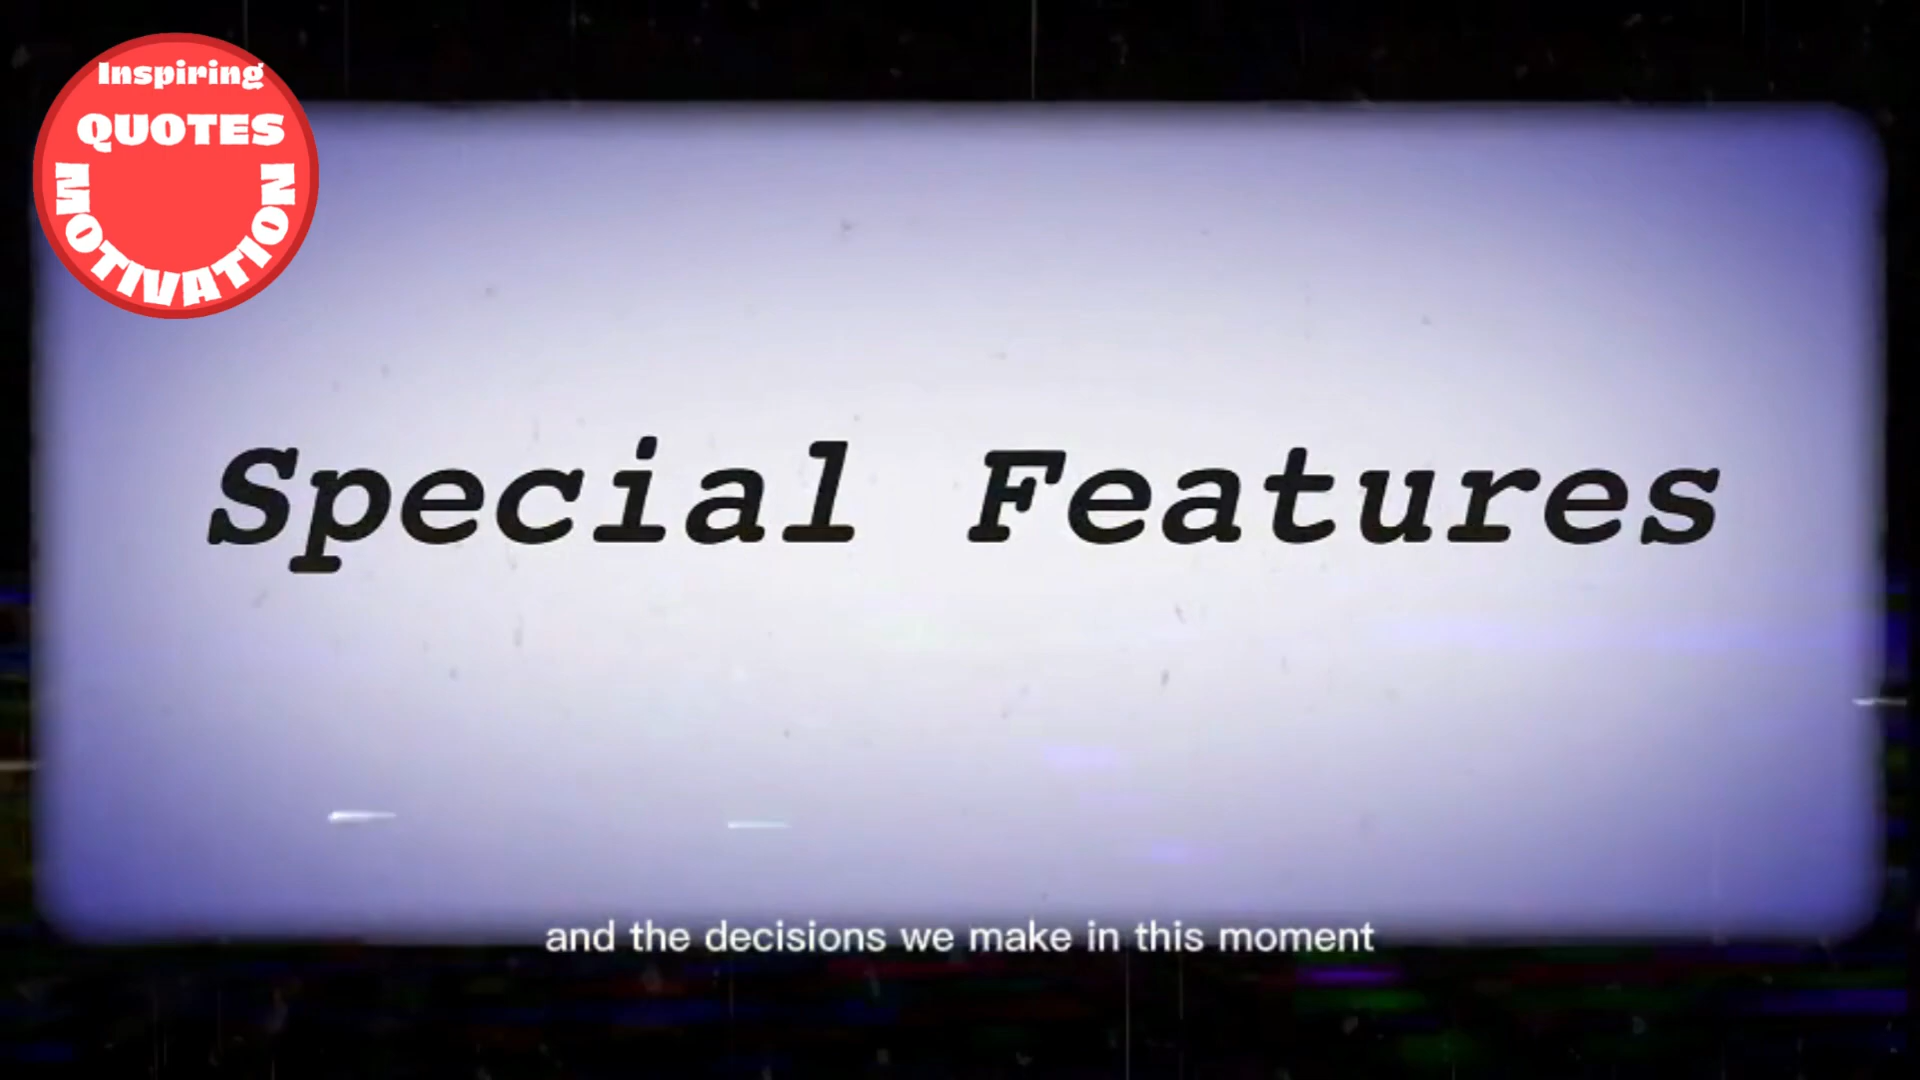 Inspiring
QUOTES
MOTIVATION
Special Features
and the decisions we make in this moment